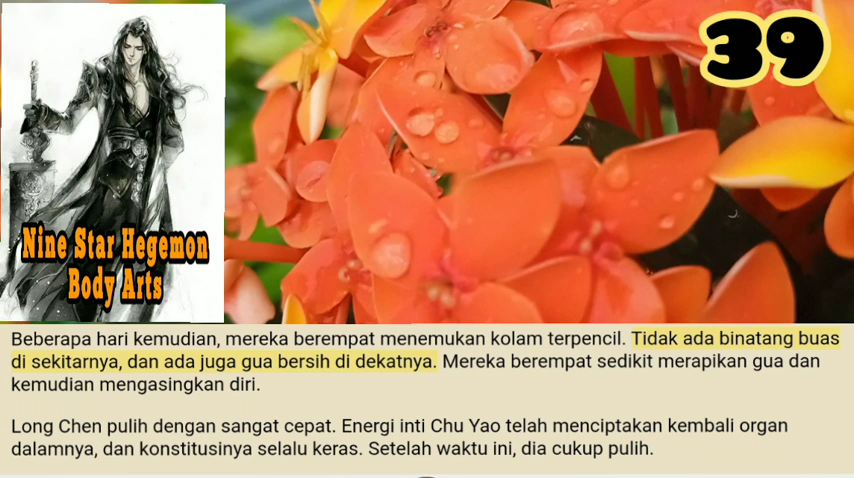 39
Nine Star Hegemon
Body Arts
Beberapa hari kemudian, mereka berempat menemukan kolam terpencil. Tidak ada binatang buas
di sekitarnya, dan ada juga gua bersih di dekatnya. Mereka berempat sedikit merapikan gua dan
kemudian mengasingkan diri.
Long Chen pulih dengan sangat cepat. Energi inti Chu Yao telah menciptakan kembali organ
dalamnya, dan konstitusinya selalu keras. Setelah waktu ini, dia cukup pulih.